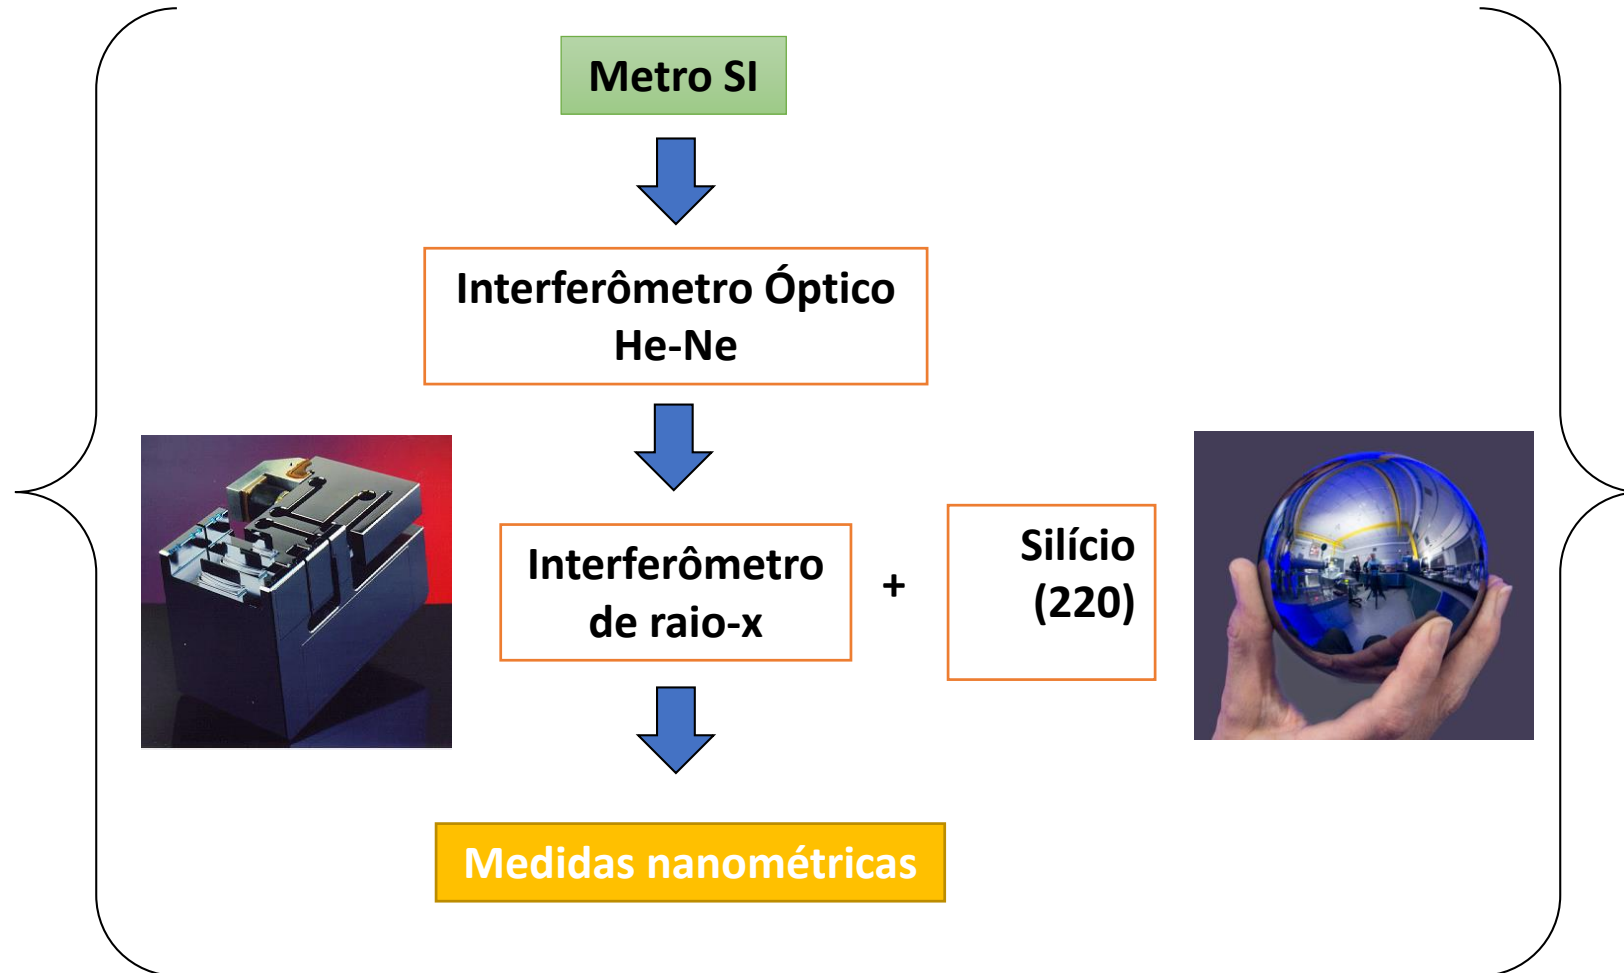 Metro SI
Interferômetro Óptico
He-Ne
Interferômetro
de raio-x
+
Silício
(220)
Medidas nanométricas